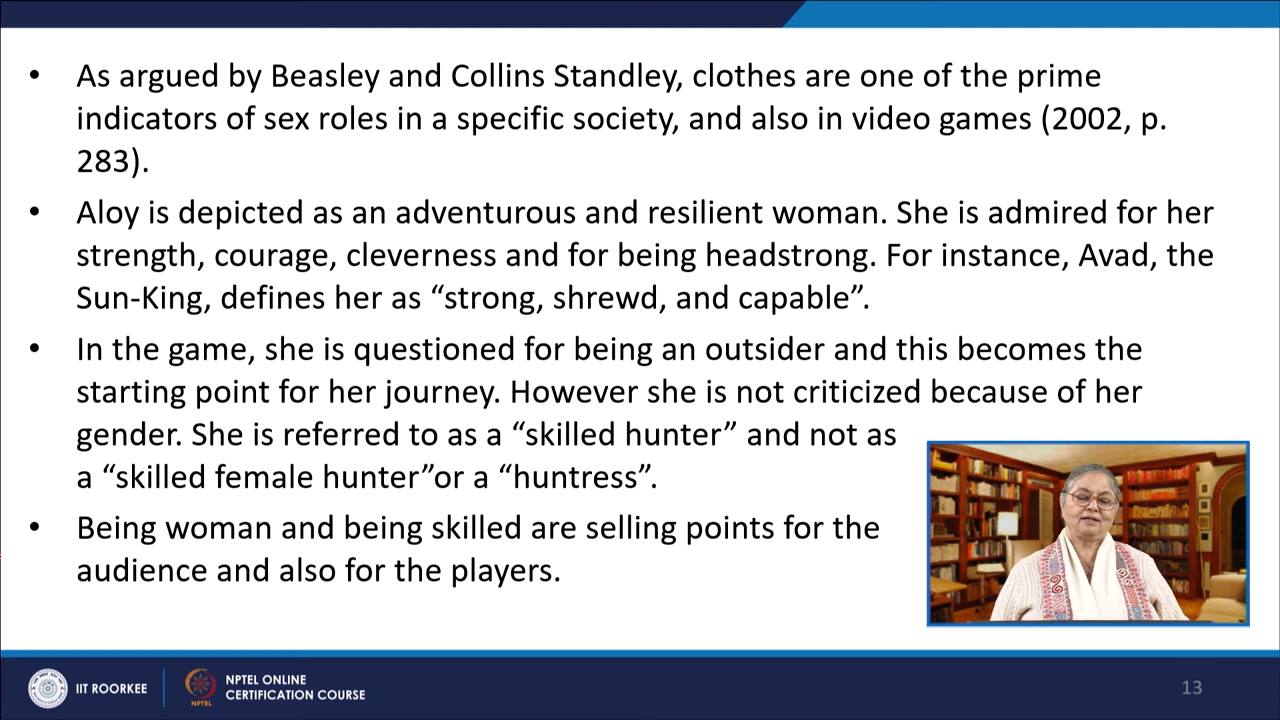 • As argued by Beasley and Collins Standley, clothes are one of the prime
indicators of sex roles in a specific society, and also in video games (2002, p.
283).
• Aloy is depicted as an adventurous and resilient woman. She is admired for her
strength, courage, cleverness and for being headstrong. For instance, Avad, the
Sun-King, defines her as “strong, shrewd, and capable”.
• In the game, she is questioned for being an outsider and this becomes the
starting point for her journey. However she is not criticized because of her
gender. She is referred to as a “skilled hunter” and not as
a “skilled female hunter”or a “huntress”.
• Being woman and being skilled are selling points for the
audience and also for the players.
IIT ROORKEE
NPTEL
NPTEL ONLINE
CERTIFICATION COURSE
13